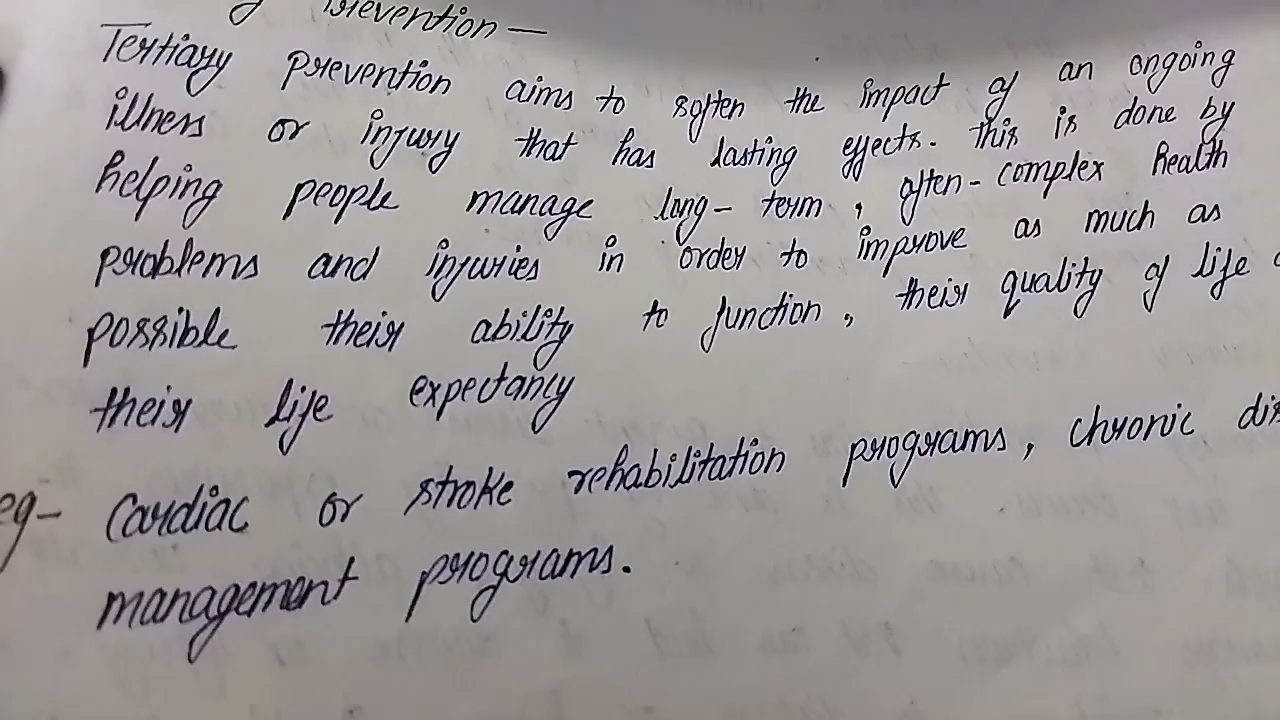 Prevention —
Tertiary prevention aims to soften the impact of an ongoing
illness or injury that has lasting effects. This is done by
helping people manage long- term, often-complex health
problems and injuries in order to improve as much as
possible their ability to function, their quality of life
their life expectancy
eg- Cardiac or stroke rehabilitation programs, chronic
management programs.